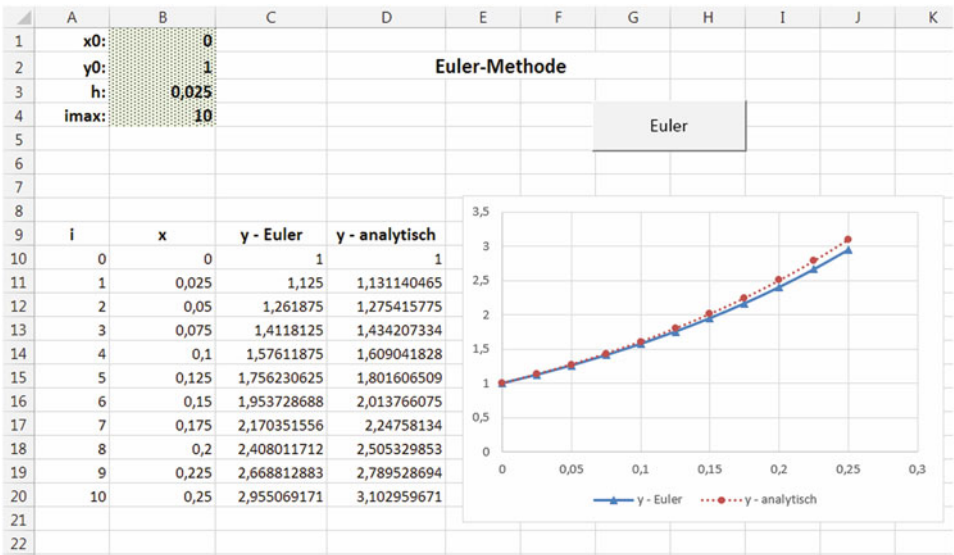 A B C D E F G H I J K
1 x0: 0
2 y0: 1 Euler-Methode
3 h: 0,025
4 imax: 10
Euler
5
6
7
8
9 i x y - Euler y - analytisch
10 0 0 1 1
11 1 0,025 1,125 1,131140465
12 2 0,05 1,261875 1,275415775
13 3 0,075 1,4118125 1,434207334
14 4 0,1 1,57611875 1,609041828
15 5 0,125 1,756230625 1,801606509
16 6 0,15 1,953728688 2,013766075
17 7 0,175 2,170351556 2,24758134
18 8 0,2 2,408011712 2,505329853
19 9 0,225 2,668812883 2,789528694
20 10 0,25 2,955069171 3,102959671
21
22
3,5
3
2,5
2
1,5
1
0,5
0
0 0,05 0,1 0,15 0,2 0,25 0,3
y - Euler y - analytisch